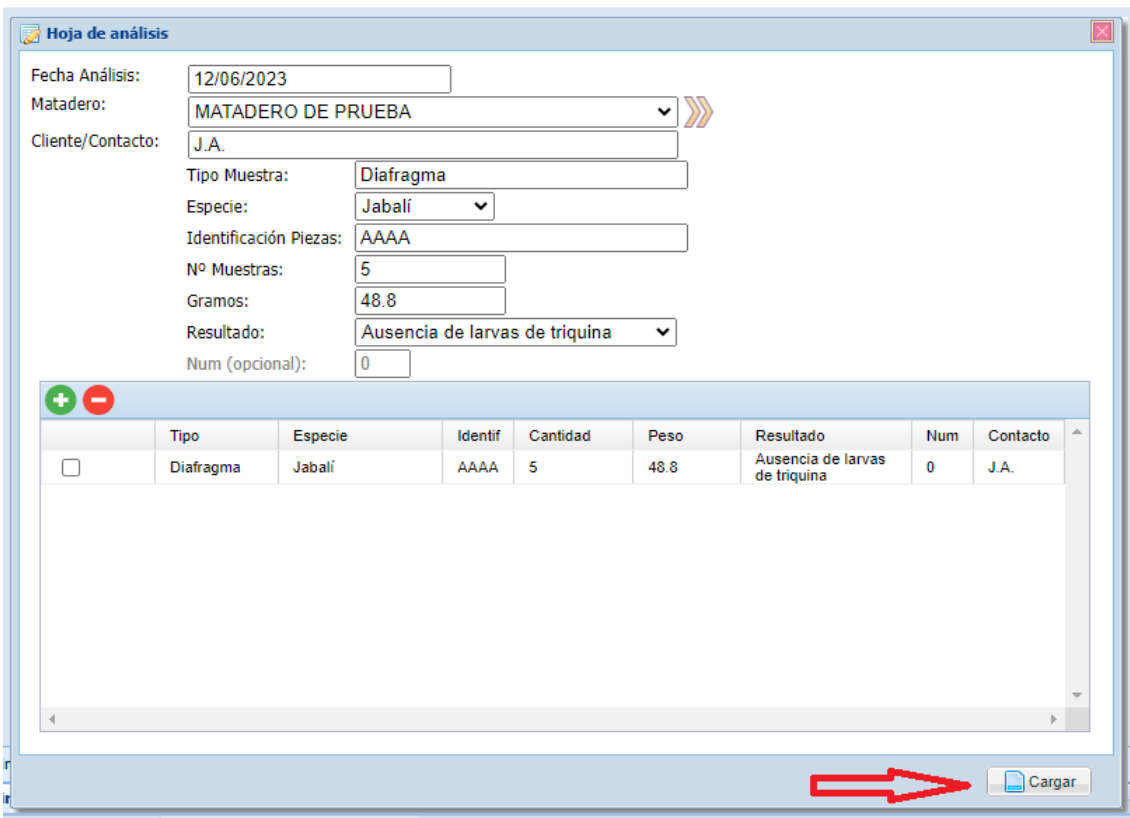 Hoja de análisis
Fecha Análisis: 12/06/2023
Matadero: MATADERO DE PRUEBA
Cliente/Contacto: J.A.
Tipo Muestra: Diafragma
Especie: Jabalí
Identificación Piezas: AAAA
Nº Muestras: 5
Gramos: 48.8
Resultado: Ausencia de larvas de triquina
Num (opcional): 0
Tipo Especie Identif Cantidad Peso Resultado Num Contacto
Diafragma Jabalí AAAA 5 48.8 Ausencia de larvas de triquina 0 J.A.
Cargar